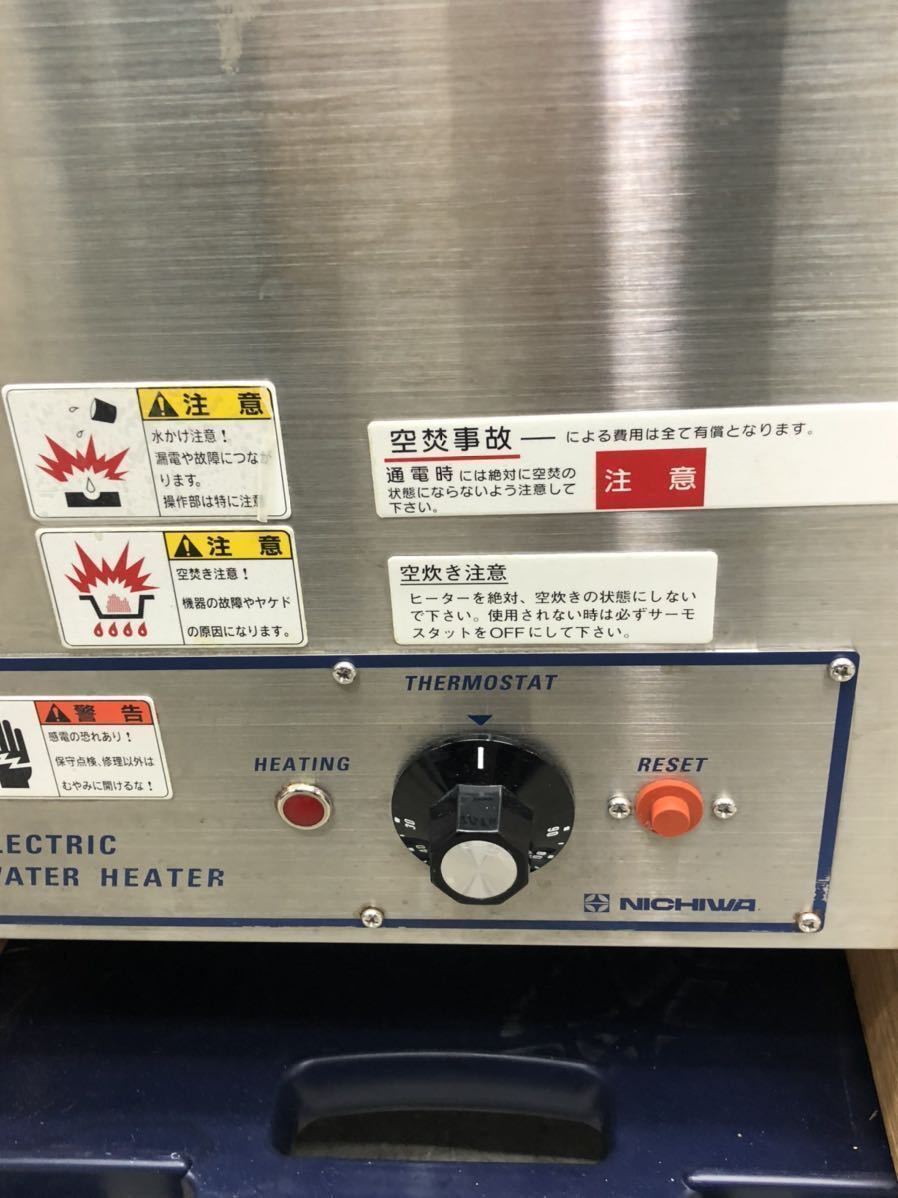 注 意
水かけ注意！
漏電や故障につなが
ります。
操作部は特に注意
空焚事故 ― による費用は全て有償となります。
通電時には絶対に空焚の
状態にならないよう注意して
下さい。
注 意
注 意
空焚き注意！
機器の故障やヤケド
の原因になります。
空炊き注意
ヒーターを絶対、空炊きの状態にしない
で下さい。使用されない時は必ずサーモ
スタットをOFFにして下さい。
警 告
感電の恐れあり！
保守点検、修理以外は
むやみに開けるな！
THERMOSTAT
HEATING
RESET
30
90
LECTRIC
WATER HEATER
NICHIWA